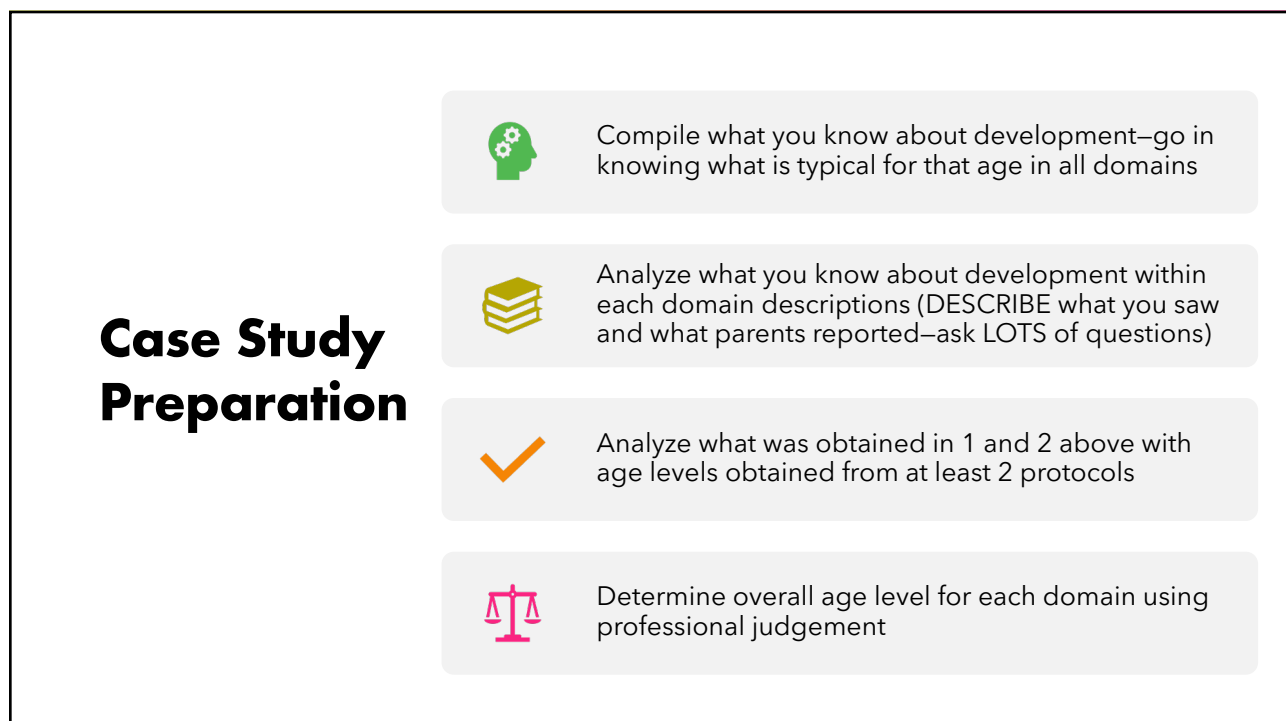 Case Study
Preparation
Compile what you know about development—go in
knowing what is typical for that age in all domains
Analyze what you know about development within
each domain descriptions (DESCRIBE what you saw
and what parents reported—ask LOTS of questions)
Analyze what was obtained in 1 and 2 above with
age levels obtained from at least 2 protocols
Determine overall age level for each domain using
professional judgement